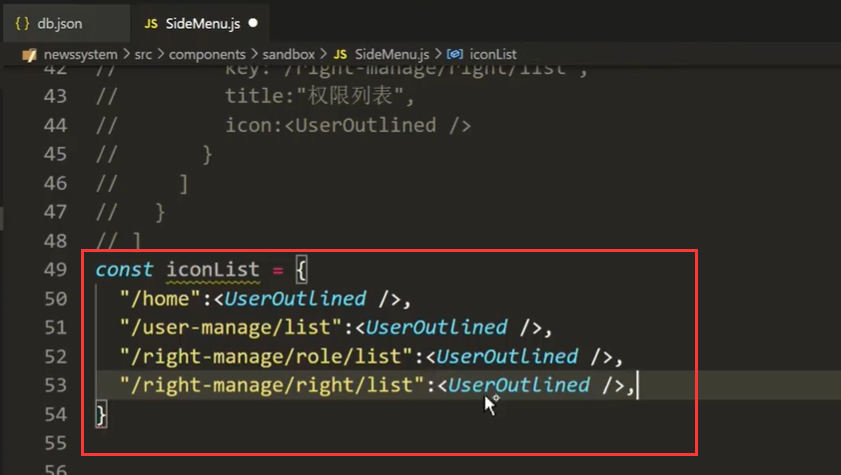 { } db.json JS SideMenu.js ●
newssystem > src > components > sandbox > JS SideMenu.js > iconList
42 // key:"/right-manage/right/list",
43 // title:"权限列表",
44 // icon:<UserOutlined />
45 // }
46 // ]
47 // }
48 // ]
49 const iconList = {
50 "/home":<UserOutlined />,
51 "/user-manage/list":<UserOutlined />,
52 "/right-manage/role/list":<UserOutlined />,
53 "/right-manage/right/list":<UserOutlined />,
54 }
55
56